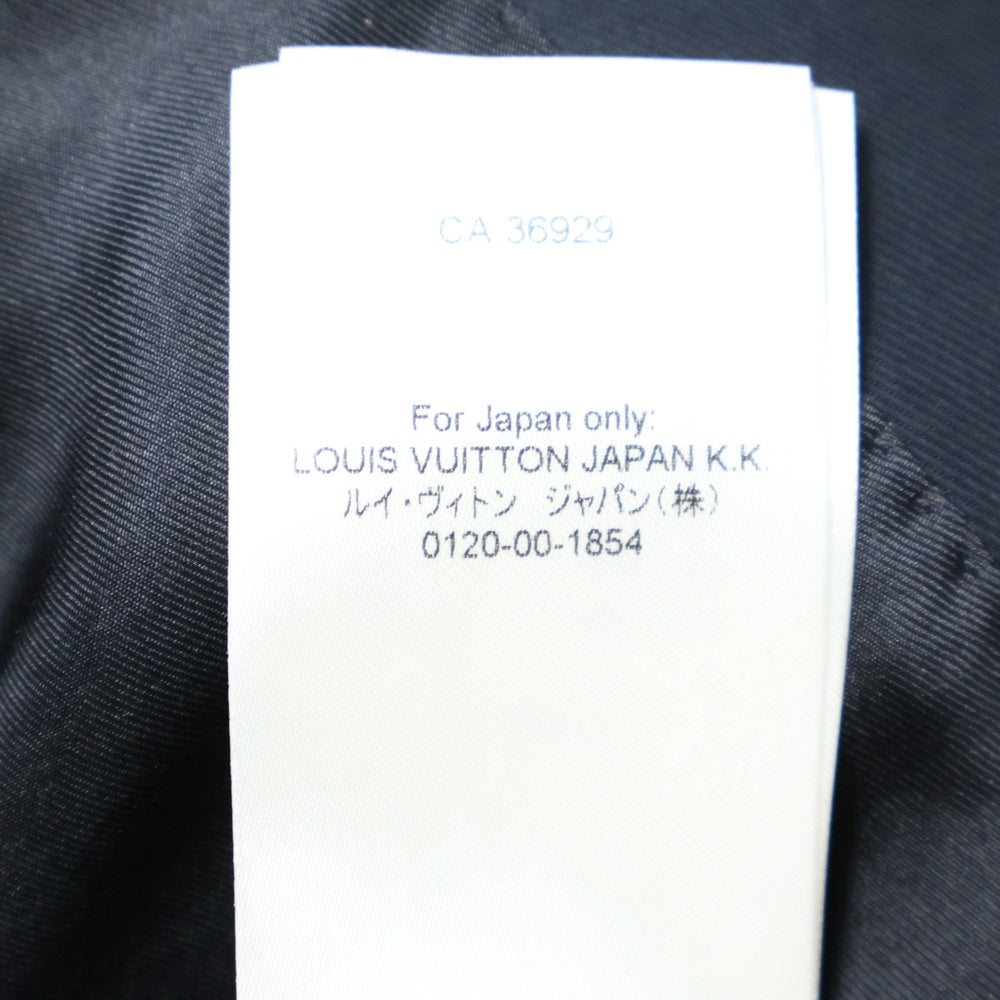 CA 36929
For Japan only:
LOUIS VUITTON JAPAN K.K.
ルイ・ヴィトン ジャパン(株)
0120-00-1854